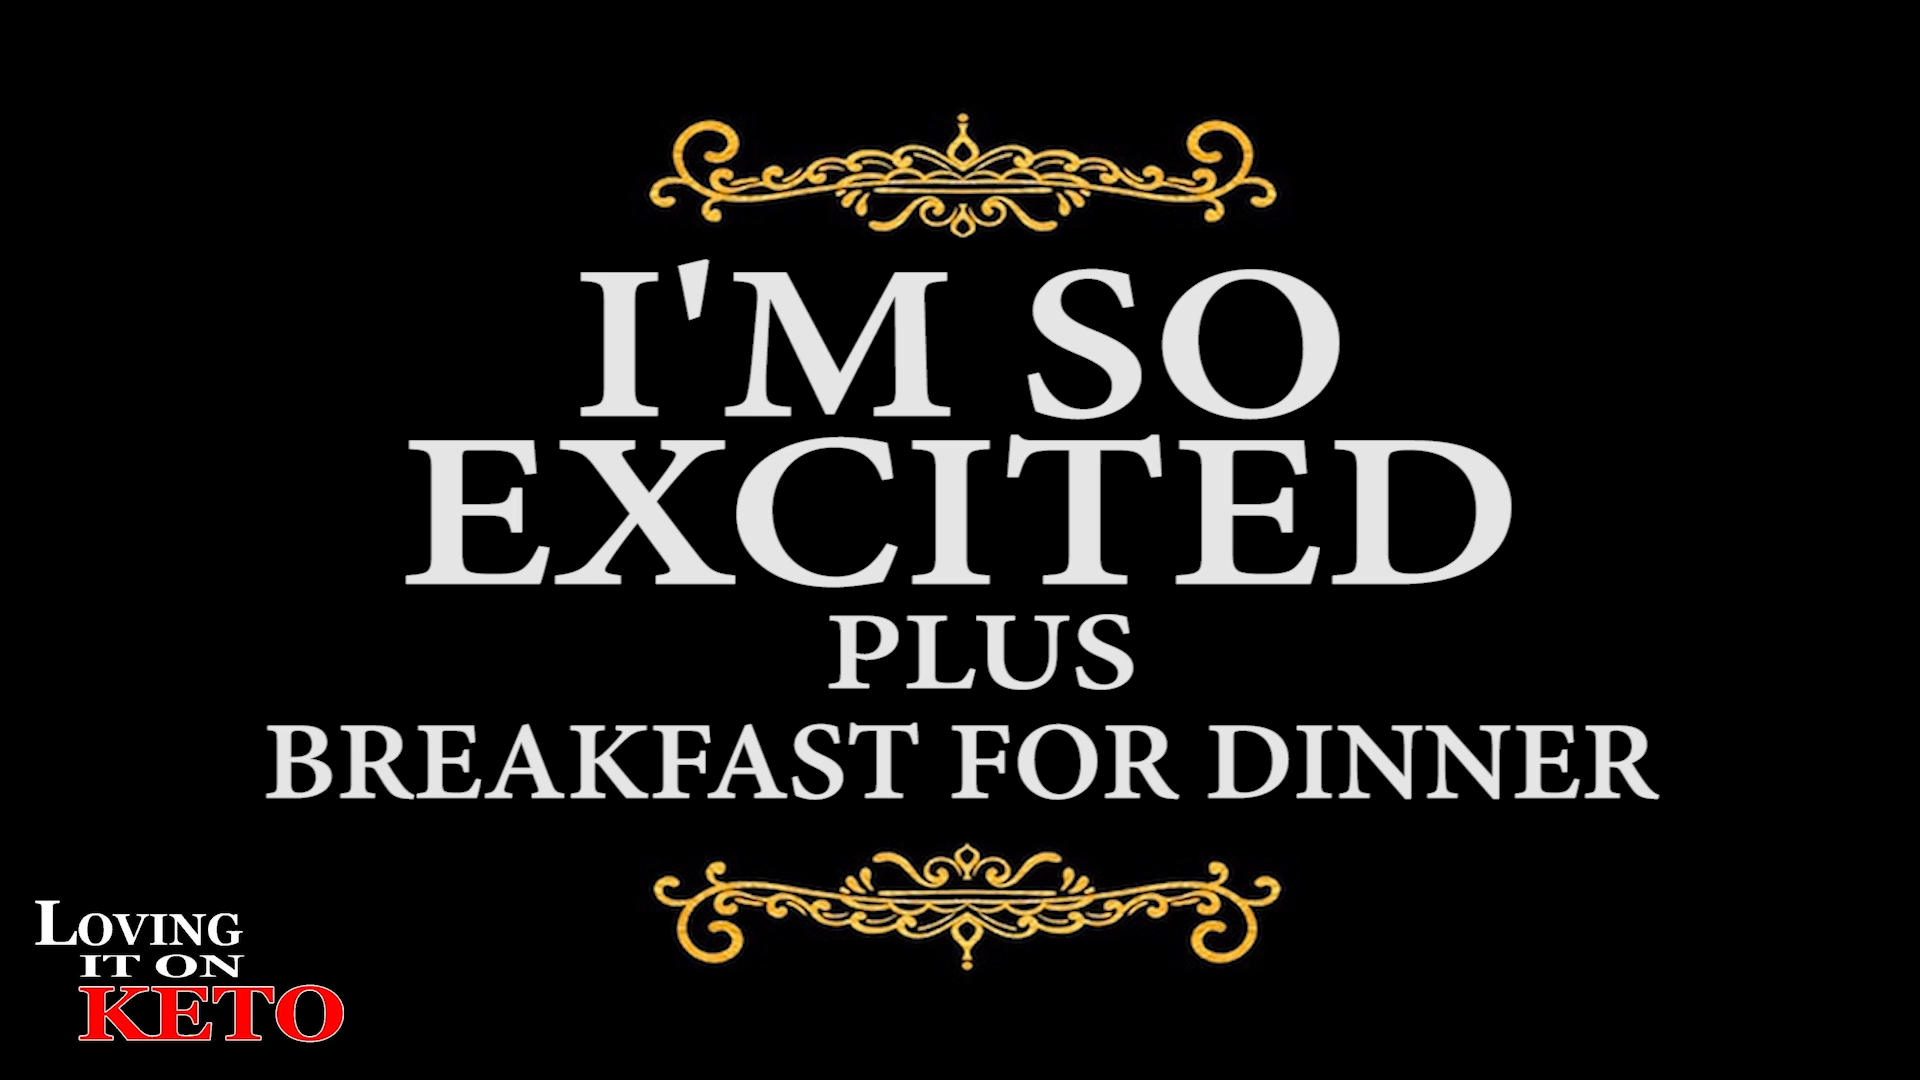 I'M SO
EXCITED
PLUS
BREAKFAST FOR DINNER
LOVING
IT ON
KETO